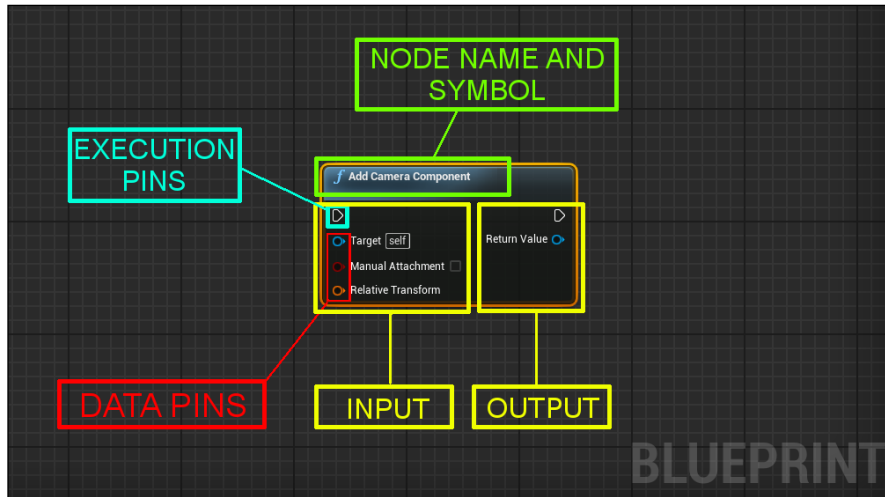 NODE NAME AND
SYMBOL
EXECUTION
PINS
f Add Camera Component
Target self
Return Value
Manual Attachment
Relative Transform
DATA PINS
INPUT
OUTPUT
BLUEPRINT